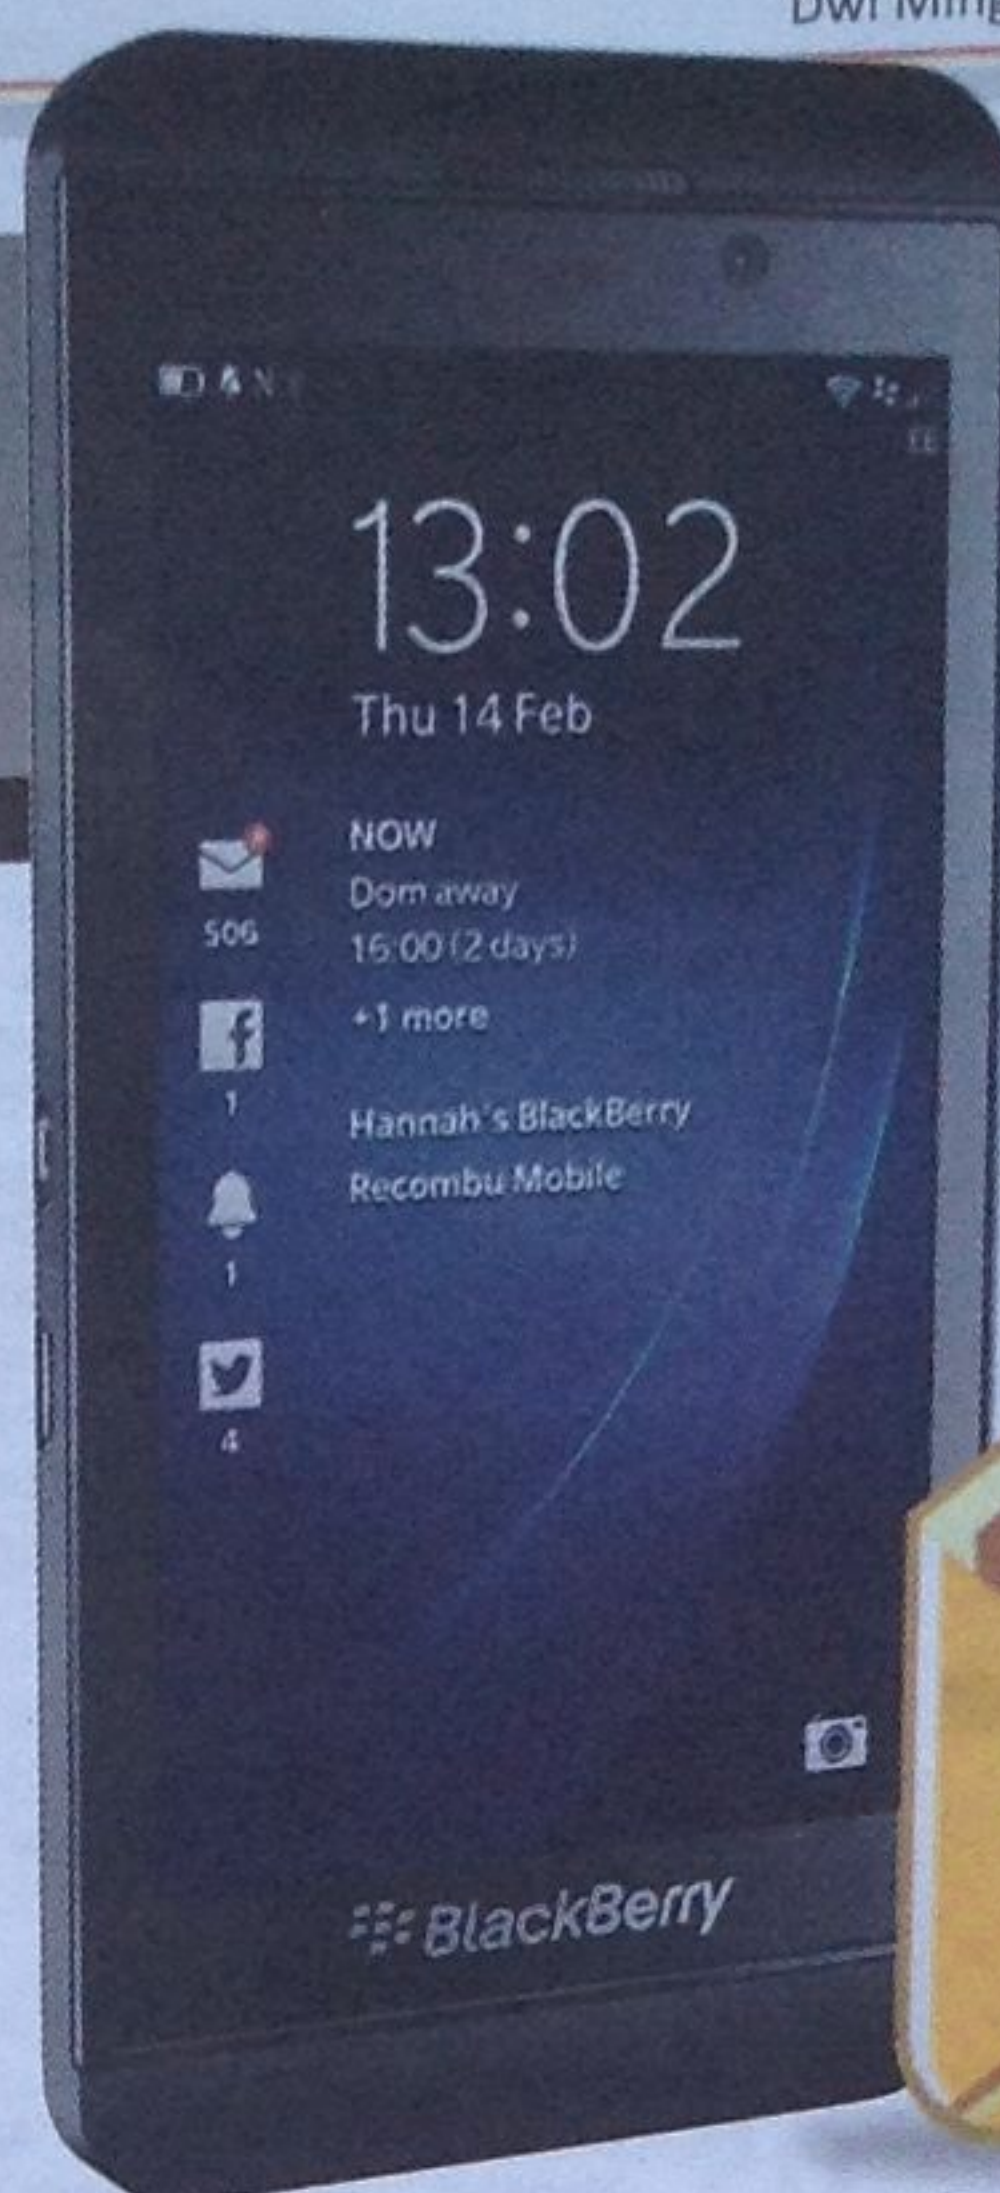 13:02
Thu 14 Feb
NOW
Dom away
16:00 (2 days)
506
+1 more
1
Hannah's BlackBerry
Recombu Mobile
1
4
BlackBerry